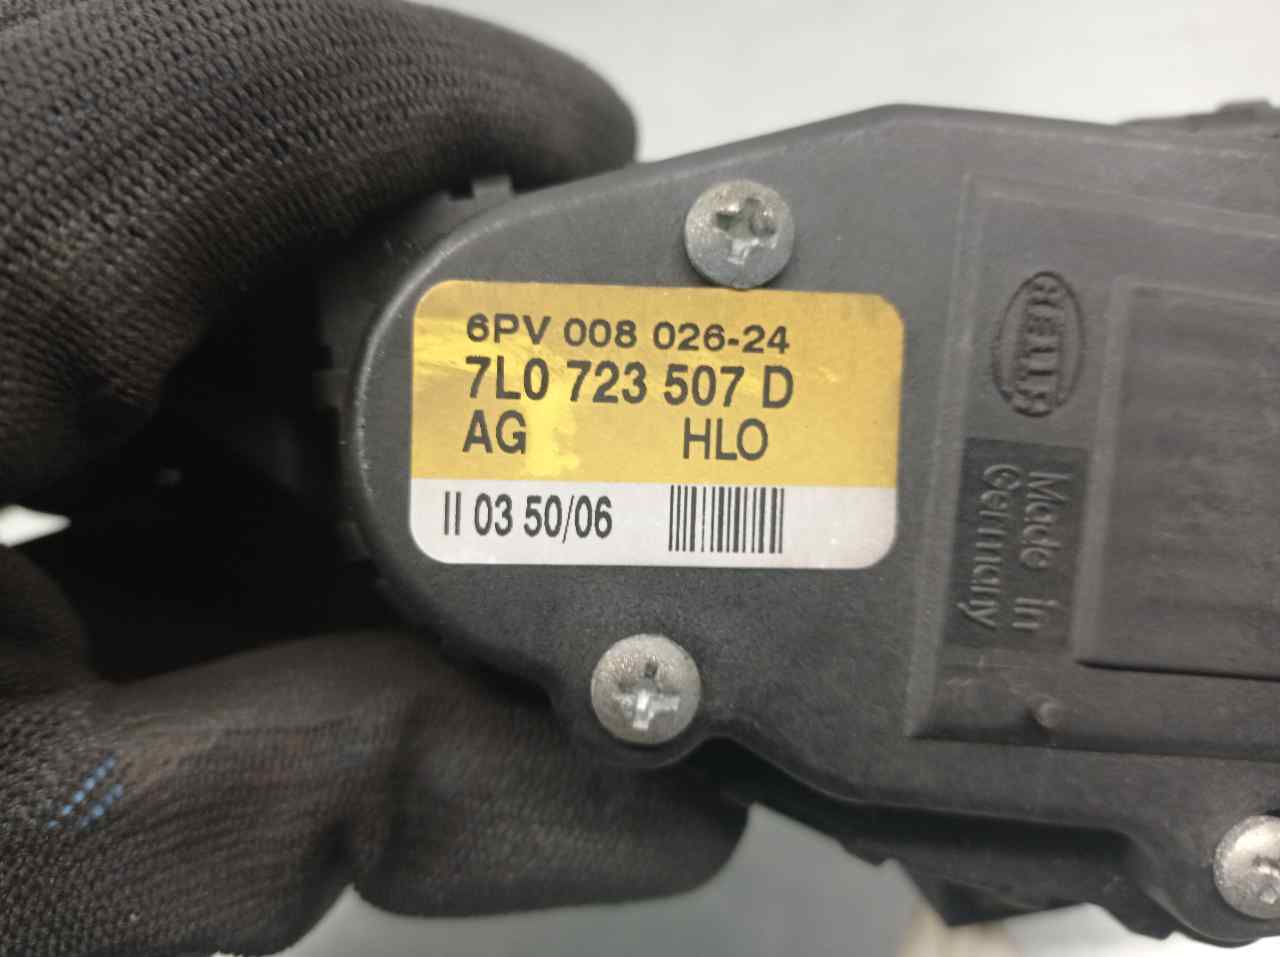 6PV 008 026-24
7L0 723 507 D
AG HLO
II 03 50/06
HELLA
Made in
Germany